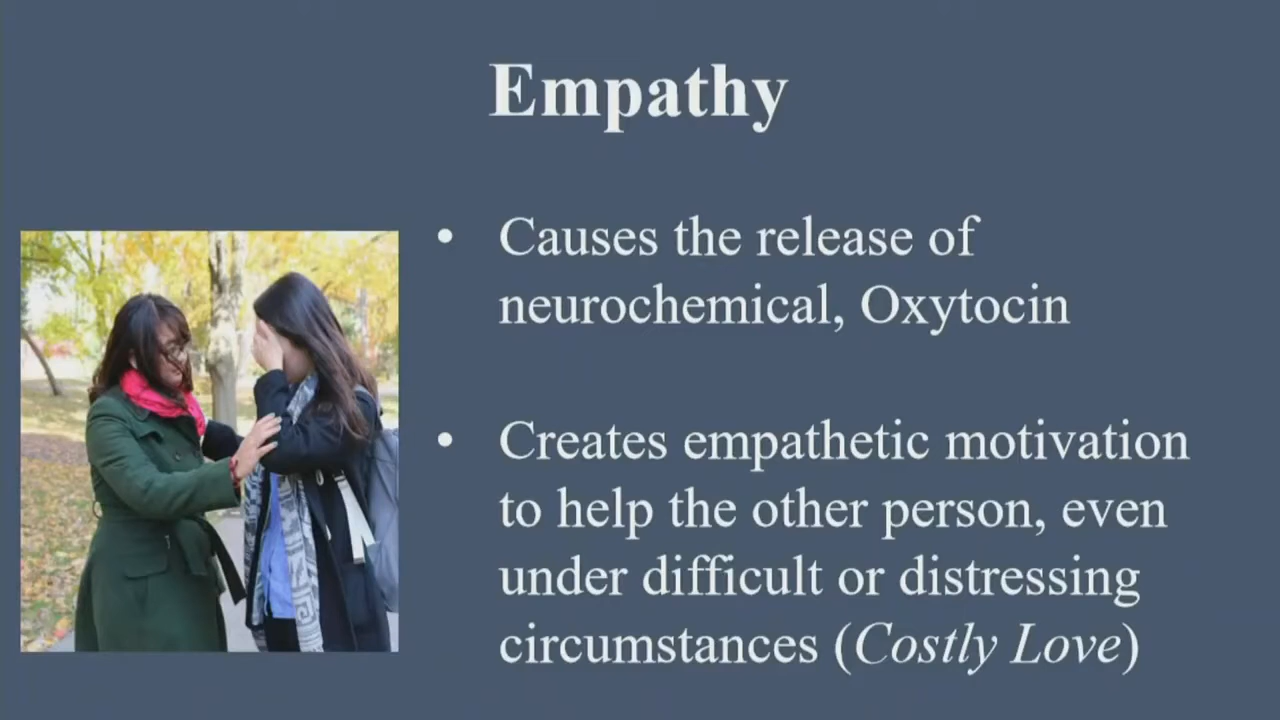 Empathy
• Causes the release of
neurochemical, Oxytocin
• Creates empathetic motivation
to help the other person, even
under difficult or distressing
circumstances (Costly Love)